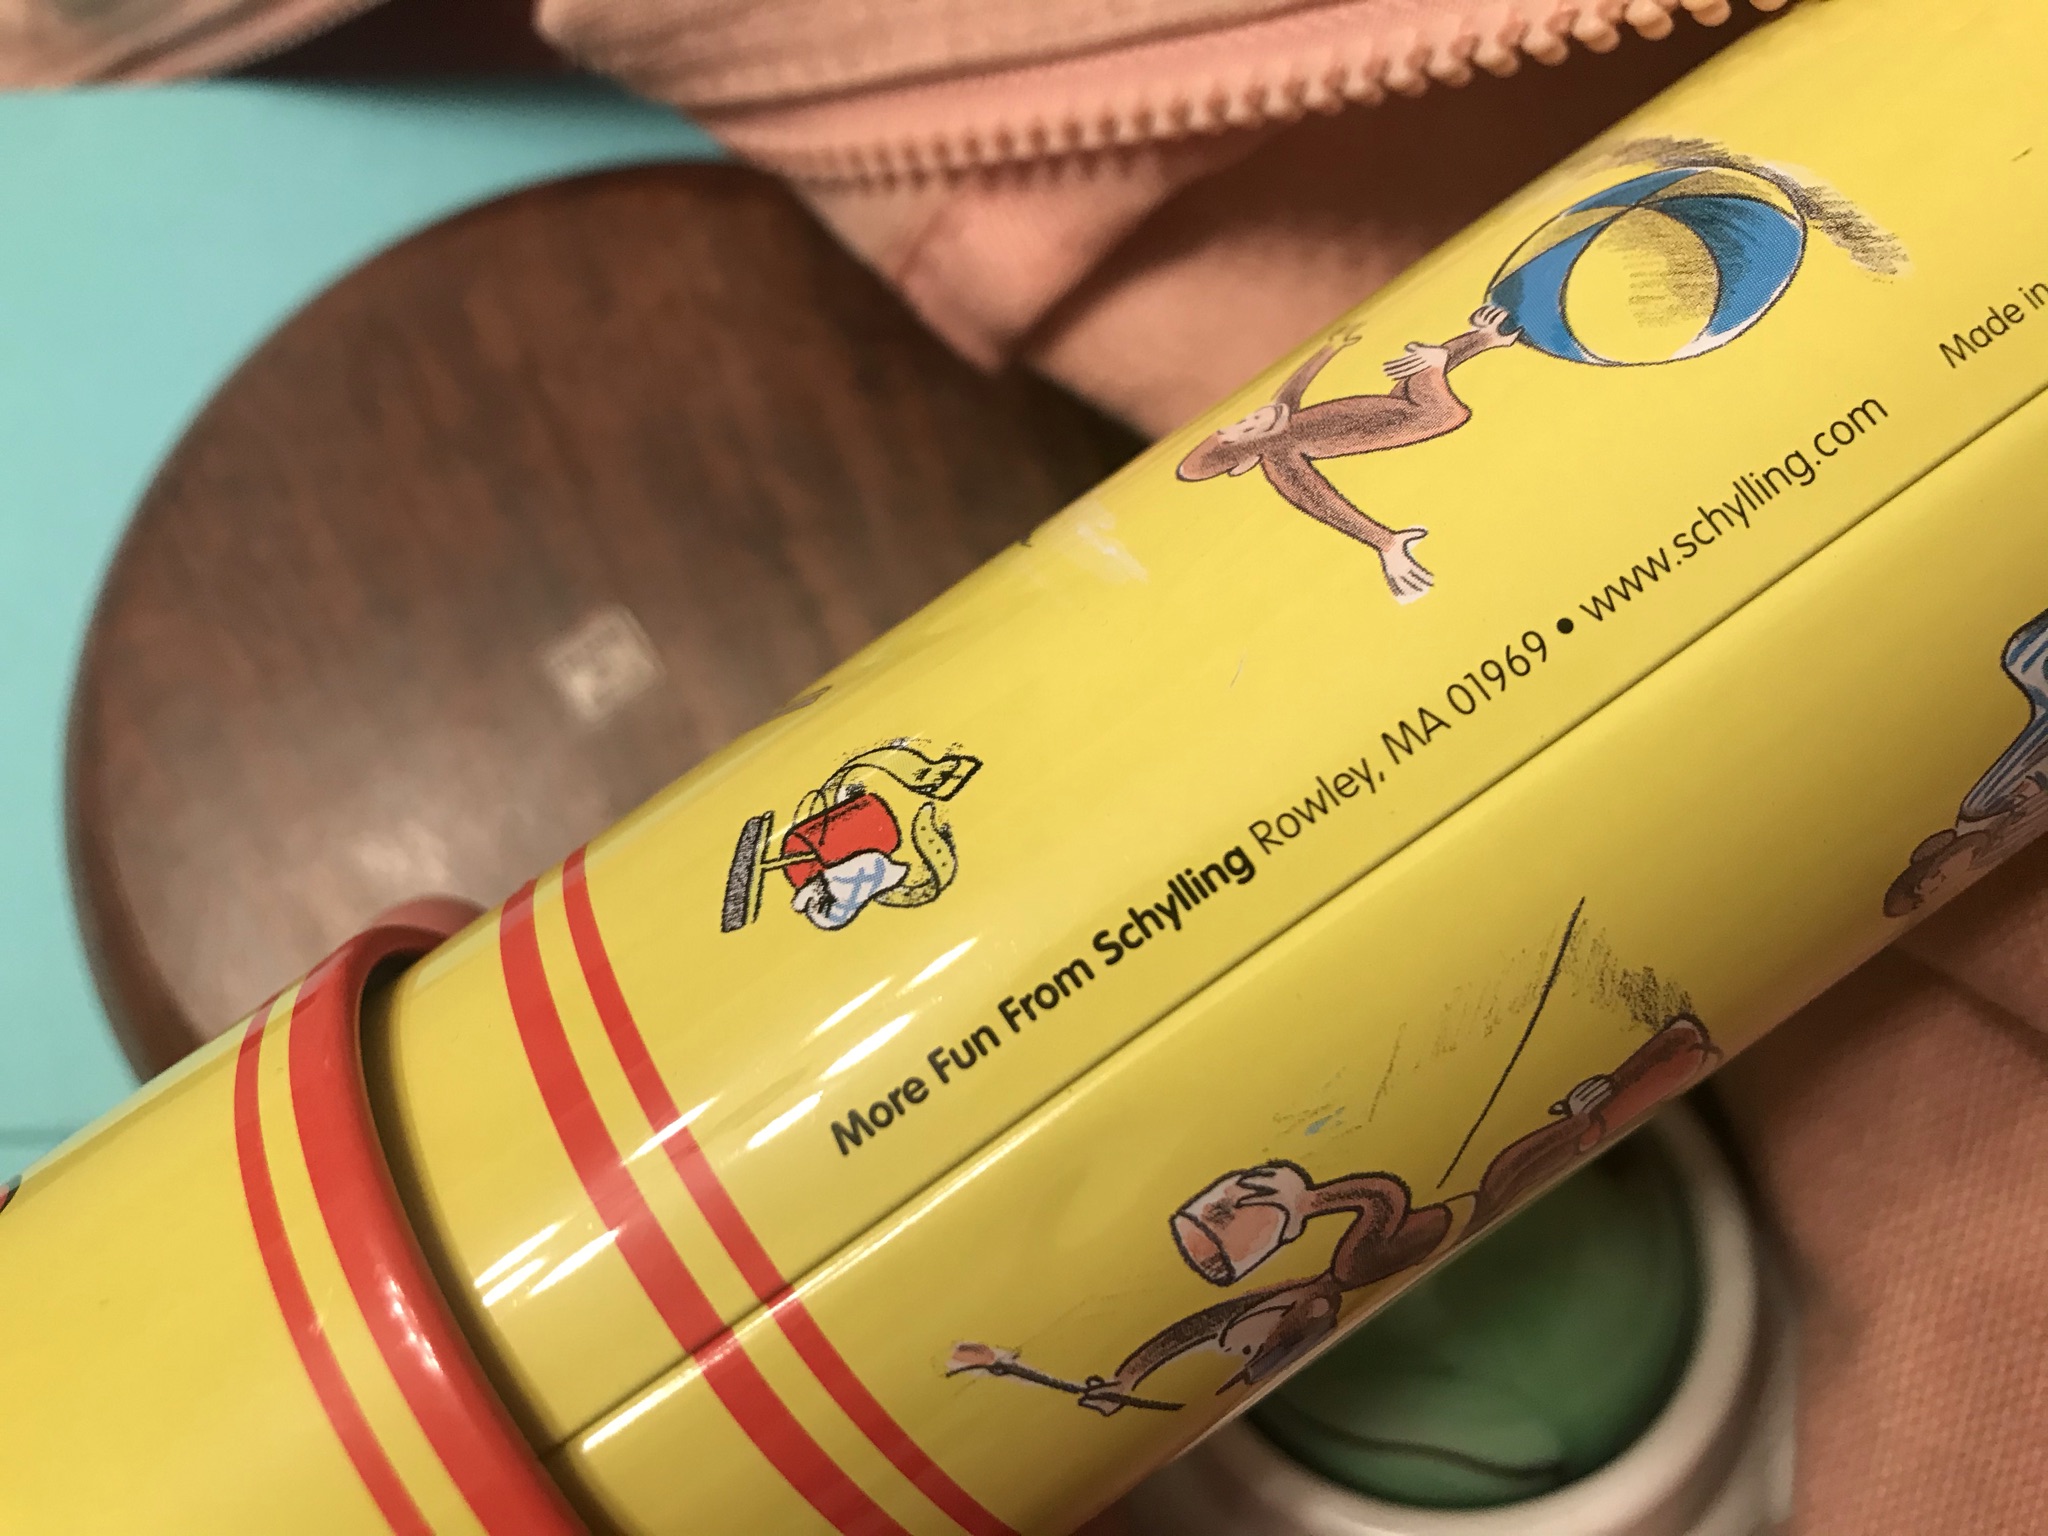 More Fun From Schylling Rowley, MA 01969 • www.schylling.com
Made in